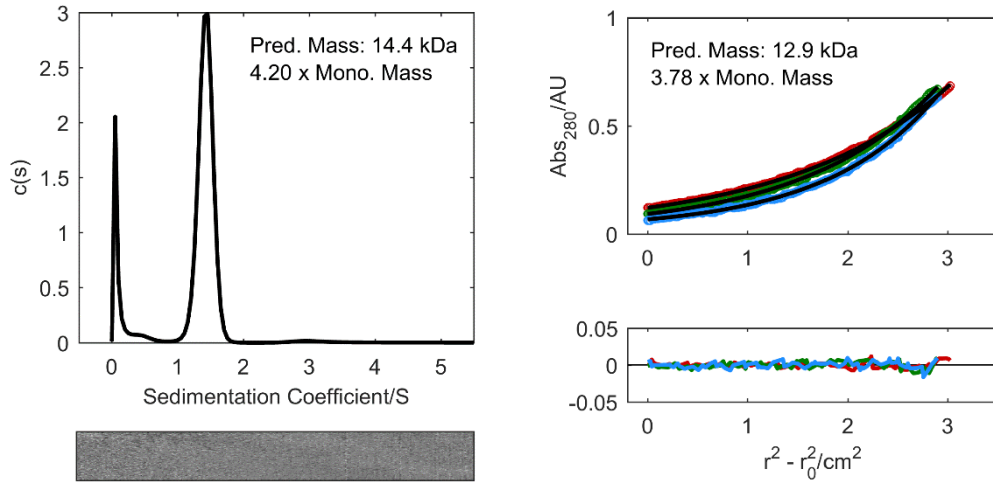 Pred. Mass: 14.4 kDa
4.20 x Mono. Mass
c(s)
3
2.5
2
1.5
1
0.5
0
0 1 2 3 4 5
Sedimentation Coefficient/S
Pred. Mass: 12.9 kDa
3.78 x Mono. Mass
Abs280/AU
1
0.5
0
0 1 2 3
0.05
0
-0.05
0 1 2 3
r² - r₀²/cm²